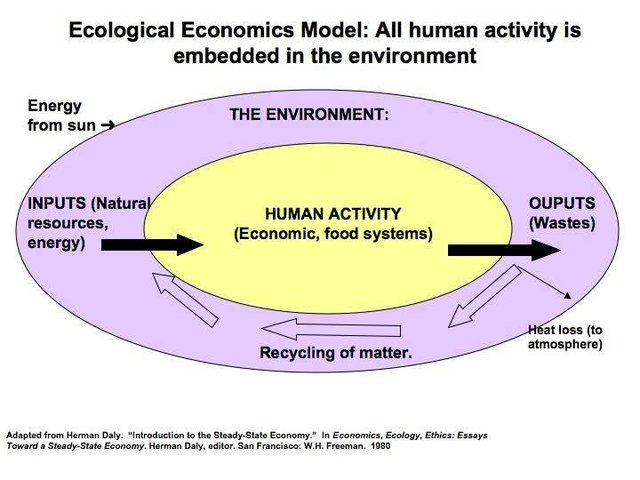 Ecological Economics Model: All human activity is
embedded in the environment
Energy
from sun ➔
THE ENVIRONMENT:
INPUTS (Natural
resources,
energy)
HUMAN ACTIVITY
(Economic, food systems)
OUPUTS
(Wastes)
Heat loss (to
atmosphere)
Recycling of matter.
Adapted from Herman Daly. “Introduction to the Steady-State Economy.” In Economics, Ecology, Ethics: Essays
Toward a Steady-State Economy. Herman Daly, editor. San Francisco: W.H. Freeman. 1980